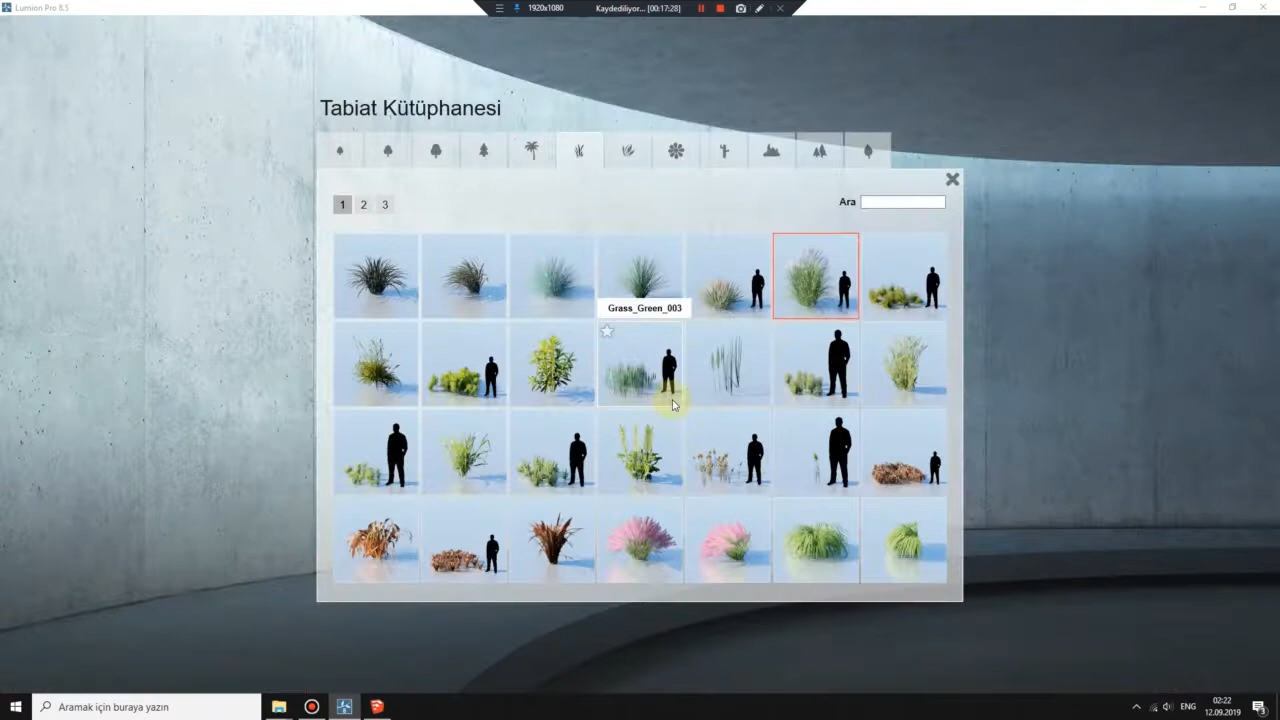 Lumion Pro 8.5
1920x1080
Kaydediliyor... [00:17:28]
Tabiat Kütüphanesi
1 2 3
Ara
Grass_Green_003
Aramak için buraya yazın
ENG
02:22
12.09.2019
3